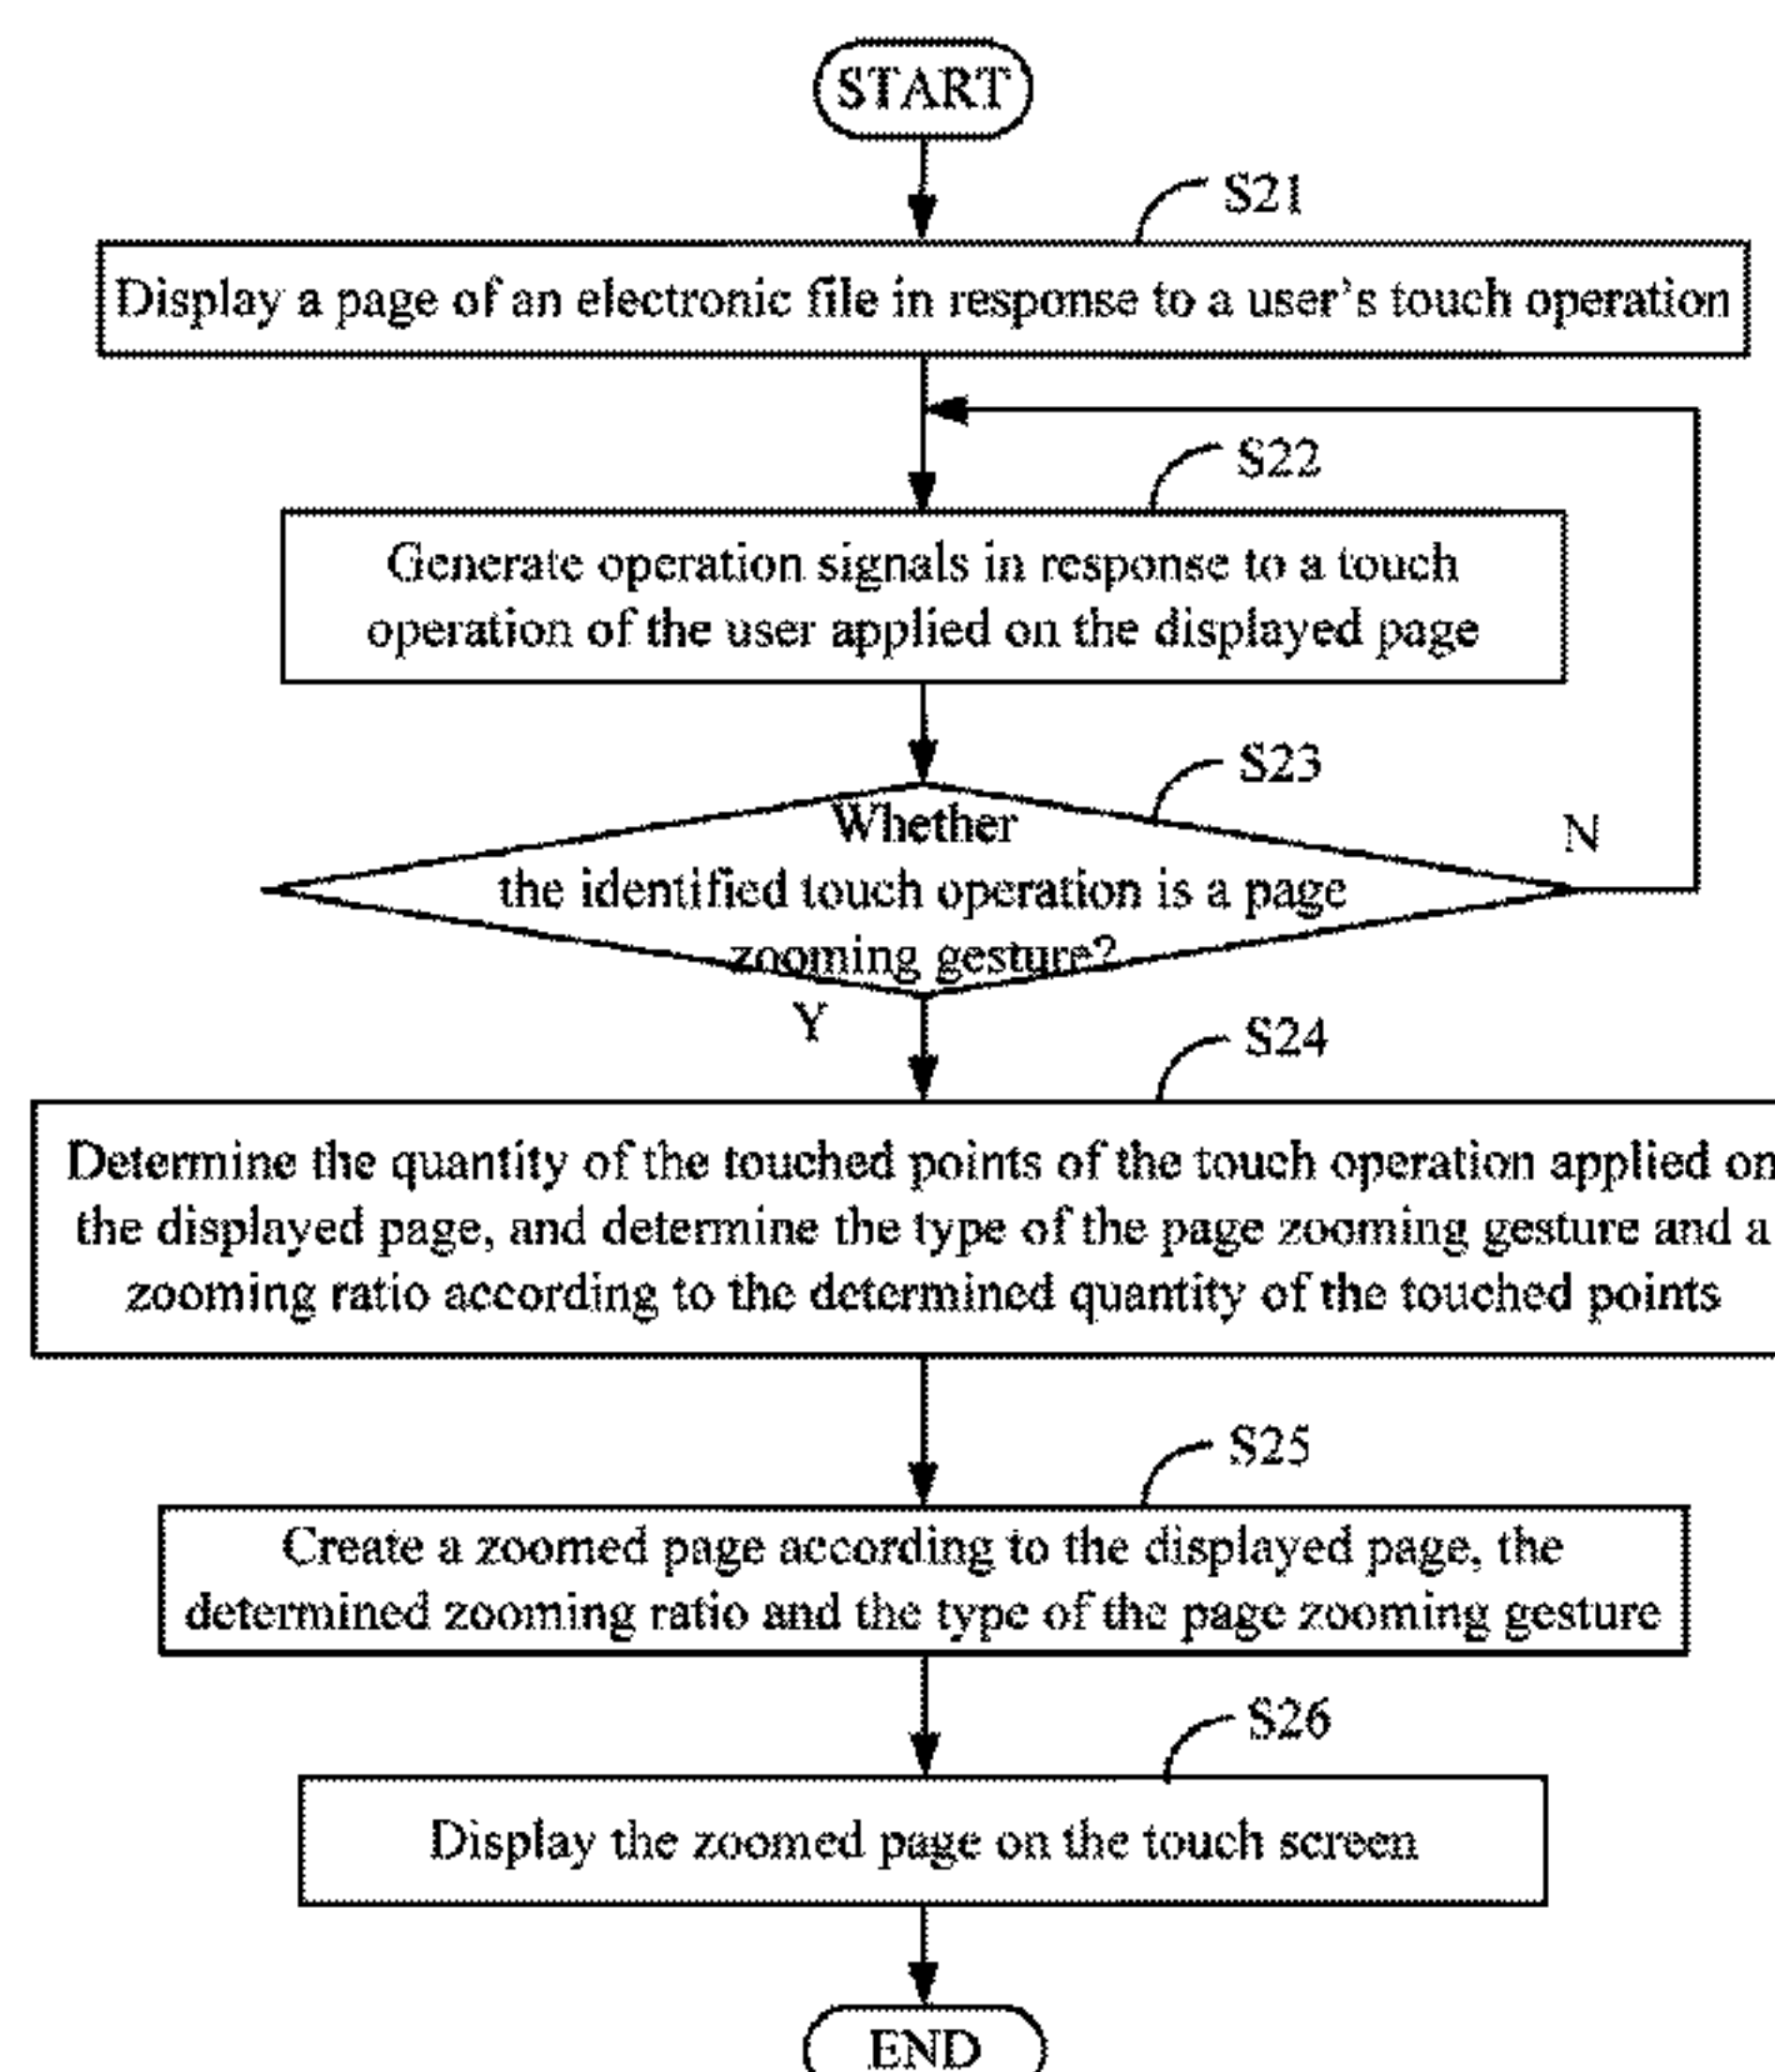 START
S21
Display a page of an electronic file in response to a user's touch operation
S22
Generate operation signals in response to a touch
operation of the user applied on the displayed page
S23
Whether
the identified touch operation is a page
zooming gesture?
N
Y
S24
Determine the quantity of the touched points of the touch operation applied on
the displayed page, and determine the type of the page zooming gesture and a
zooming ratio according to the determined quantity of the touched points
S25
Create a zoomed page according to the displayed page, the
determined zooming ratio and the type of the page zooming gesture
S26
Display the zoomed page on the touch screen
END